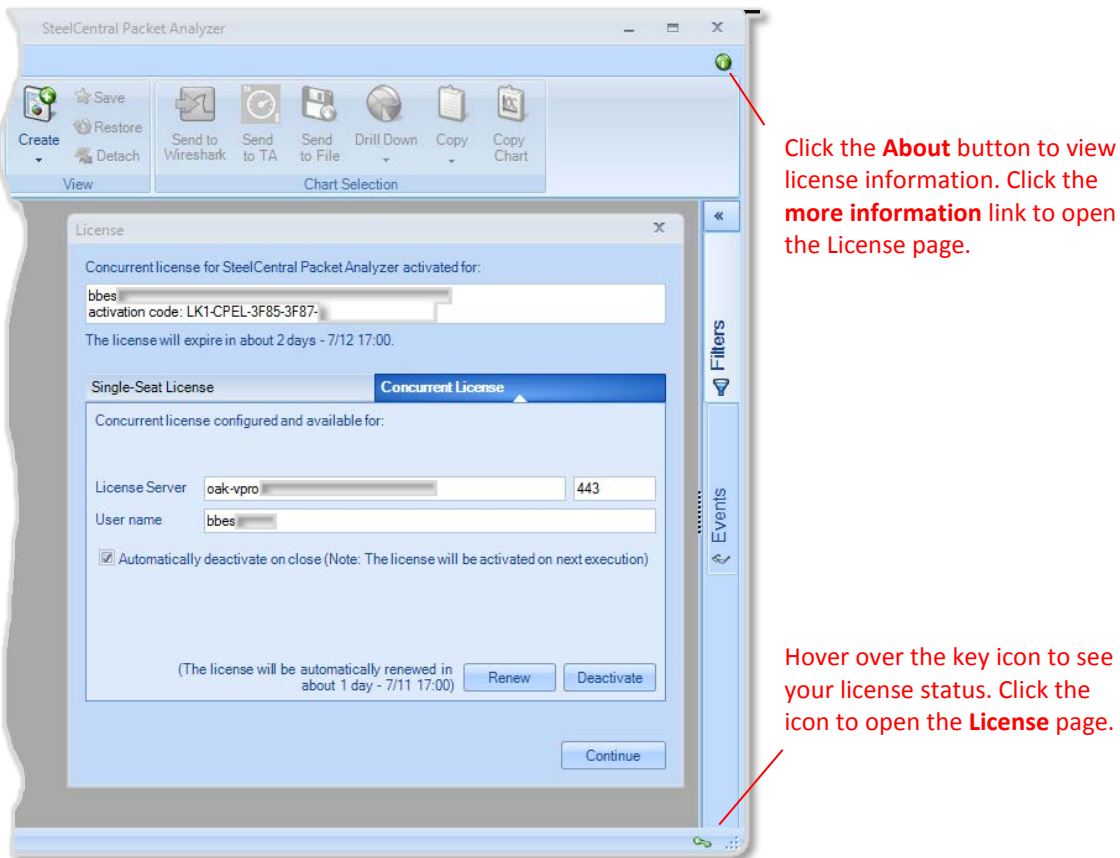 SteelCentral Packet Analyzer
Create
Save
Restore
Detach
View
Send to
Wireshark
Send
to TA
Send
to File
Drill Down
Copy
Copy
Chart
Chart Selection
Click the About button to view
license information. Click the
more information link to open
the License page.
License
Concurrent license for SteelCentral Packet Analyzer activated for:
bbes
activation code: LK1-CPEL-3F85-3F87-
The license will expire in about 2 days - 7/12 17:00.
Single-Seat License
Concurrent License
Concurrent license configured and available for:
License Server
oak-vpro
443
User name
bbes
Automatically deactivate on close (Note: The license will be activated on next execution)
(The license will be automatically renewed in
about 1 day - 7/11 17:00)
Renew
Deactivate
Continue
Filters
Events
Hover over the key icon to see
your license status. Click the
icon to open the License page.